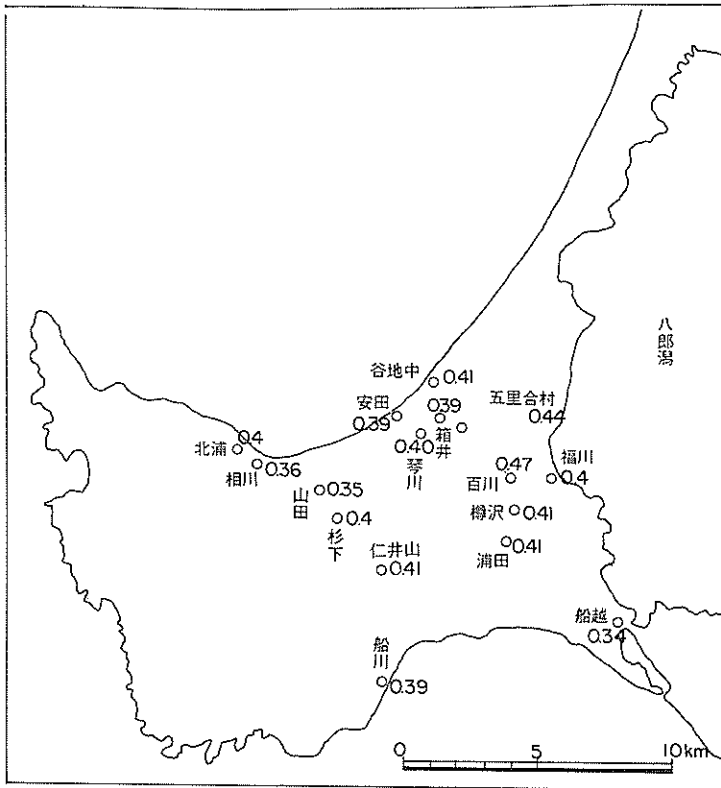 八郎潟
谷地中
0.41
安田
0.39
0.39
五里合村
0.44
箱井
0.40
琴川
北浦
0.4
相川
0.36
山田
0.35
杉下
0.4
百川
0.47
福川
0.4
樽沢
0.41
浦田
0.41
仁井山
0.41
船越
0.34
船川
0.39
0 5 10km